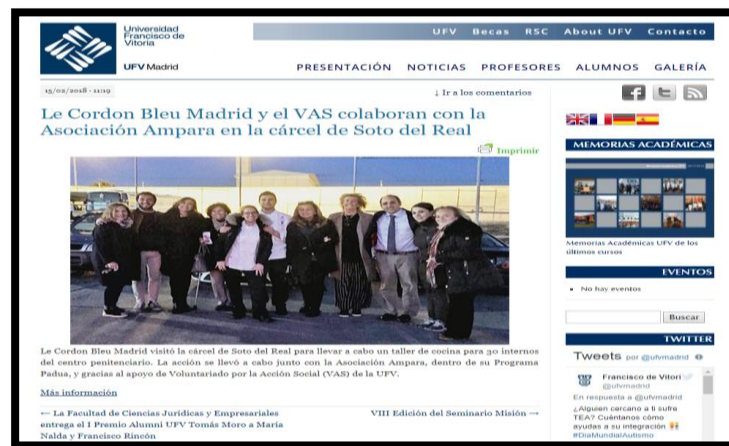 Universidad
Francisco de
Vitoria
UFV Madrid
UFV Becas RSC About UFV Contacto
PRESENTACIÓN NOTICIAS PROFESORES ALUMNOS GALERÍA
15/02/2018 - 11:19
↓ Ir a los comentarios
Le Cordon Bleu Madrid y el VAS colaboran con la
Asociación Ampara en la cárcel de Soto del Real
Imprimir
Le Cordon Bleu Madrid visitó la cárcel de Soto del Real para llevar a cabo un taller de cocina para 30 internos
del centro penitenciario. La acción se llevó a cabo junto con la Asociación Ampara, dentro de su Programa
Padua, y gracias al apoyo de Voluntariado por la Acción Social (VAS) de la UFV.
Más información
← La Facultad de Ciencias Jurídicas y Empresariales
entrega el I Premio Alumni UFV Tomás Moro a María
Nalda y Francisco Rincón
VIII Edición del Seminario Misión →
MEMORIAS ACADÉMICAS
Memorias Académicas UFV de los
últimos cursos
EVENTOS
No hay eventos
Buscar
TWITTER
Tweets por @ufvmadrid
Francisco de Vitori
@ufvmadrid
En respuesta a @ufvmadrid
¿Alguien cercano a ti sufre
TEA? Cuéntanos cómo
ayudas a su integración
#DíaMundialAutismo